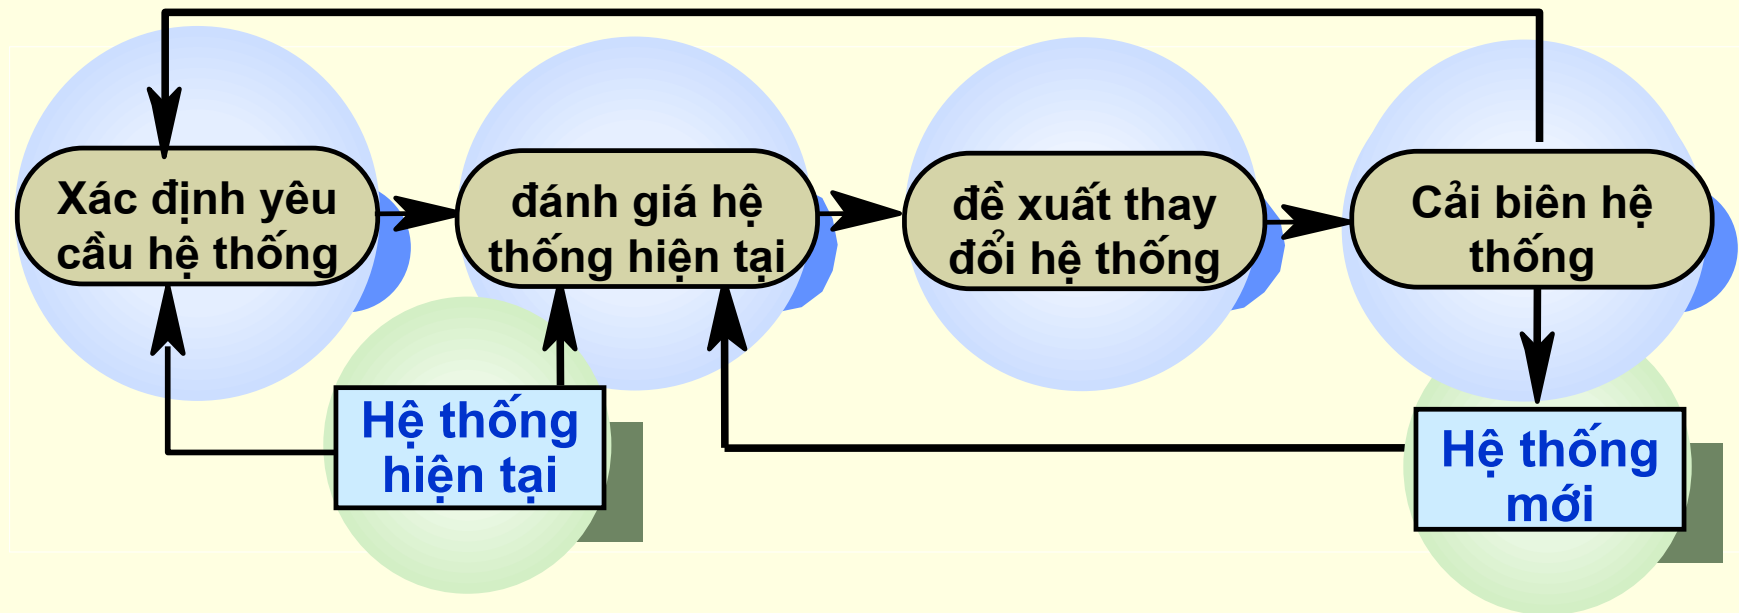 Xác định yêu
cầu hệ thống
đánh giá hệ
thống hiện tại
đề xuất thay
đổi hệ thống
Cải biên hệ
thống
Hệ thống
hiện tại
Hệ thống
mới